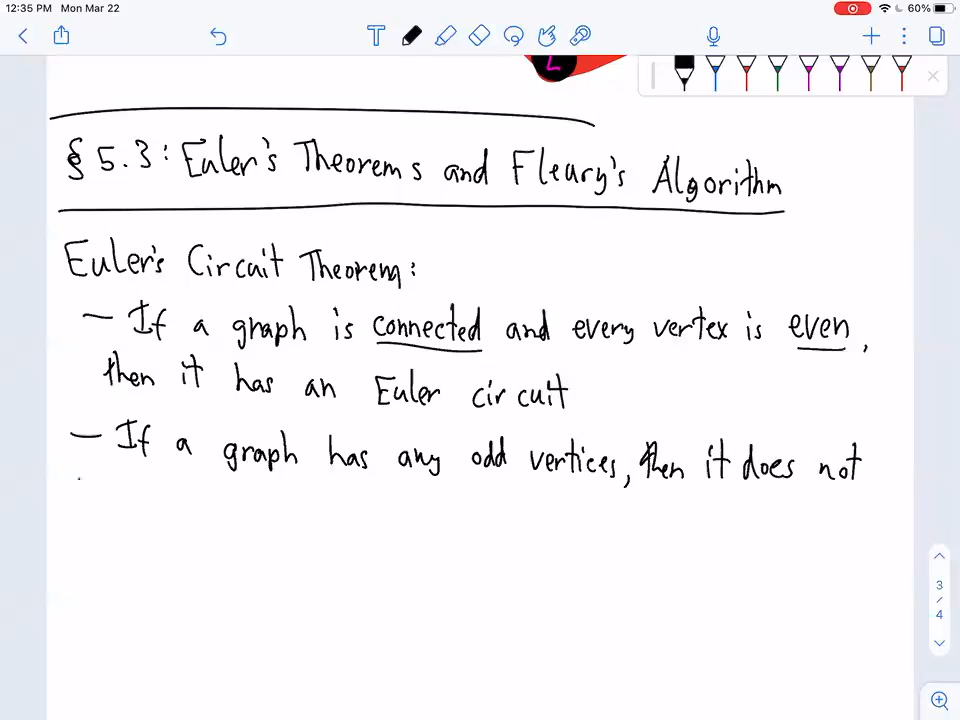 12:35 PM Mon Mar 22
60%
T
L
§ 5.3: Euler's Theorems and Fleury's Algorithm
Euler's Circuit Theorem:
— If a graph is connected and every vertex is even,
then it has an Euler circuit
— If a graph has any odd vertices, then it does not
3
/
4